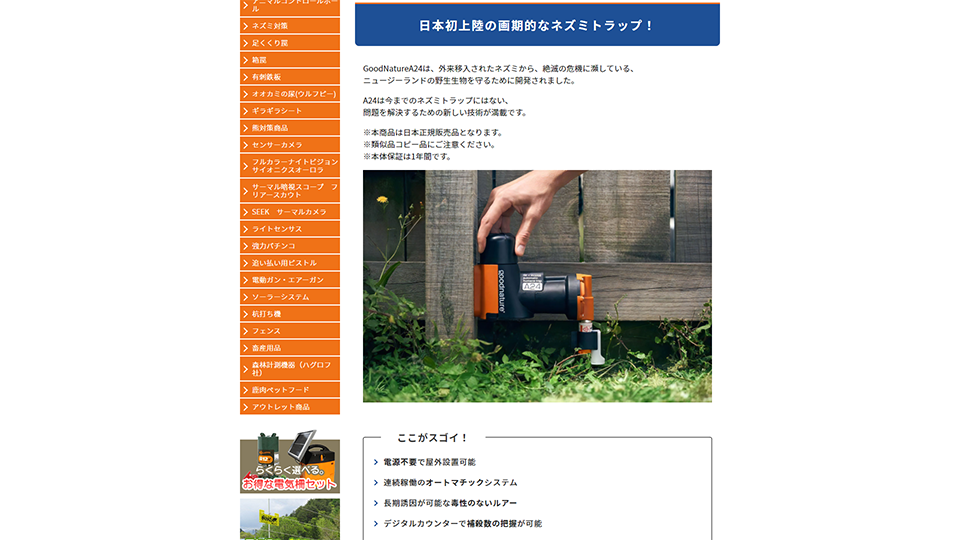 アニマルコントロールポー
ル
ネズミ対策
足くくり罠
箱罠
有刺鉄板
オオカミの尿(ウルフピー)
ギラギラシート
熊対策商品
センサーカメラ
フルカラーナイトビジョン
サイオニクスオーロラ
サーマル暗視スコープ　フ
リアースカウト
SEEK　サーマルカメラ
ライトセンサス
強力パチンコ
追い払い用ピストル
電動ガン・エアーガン
ソーラーシステム
杭打ち機
フェンス
畜産用品
森林計測機器（ハグロフ
社）
鹿肉ペットフード
アウトレット商品
らくらく選べる。
お得な電気柵セット
日本初上陸の画期的なネズミトラップ！
GoodNatureA24は、外来移入されたネズミから、絶滅の危機に瀕している、
ニュージーランドの野生生物を守るために開発されました。
A24は今までのネズミトラップにはない、
問題を解決するための新しい技術が満載です。
※本商品は日本正規販売品となります。
※類似品コピー品にご注意ください。
※本体保証は1年間です。
goodnature
A24
ここがスゴイ！
電源不要で屋外設置可能
連続稼働のオートマチックシステム
長期誘因が可能な毒性のないルアー
デジタルカウンターで補殺数の把握が可能